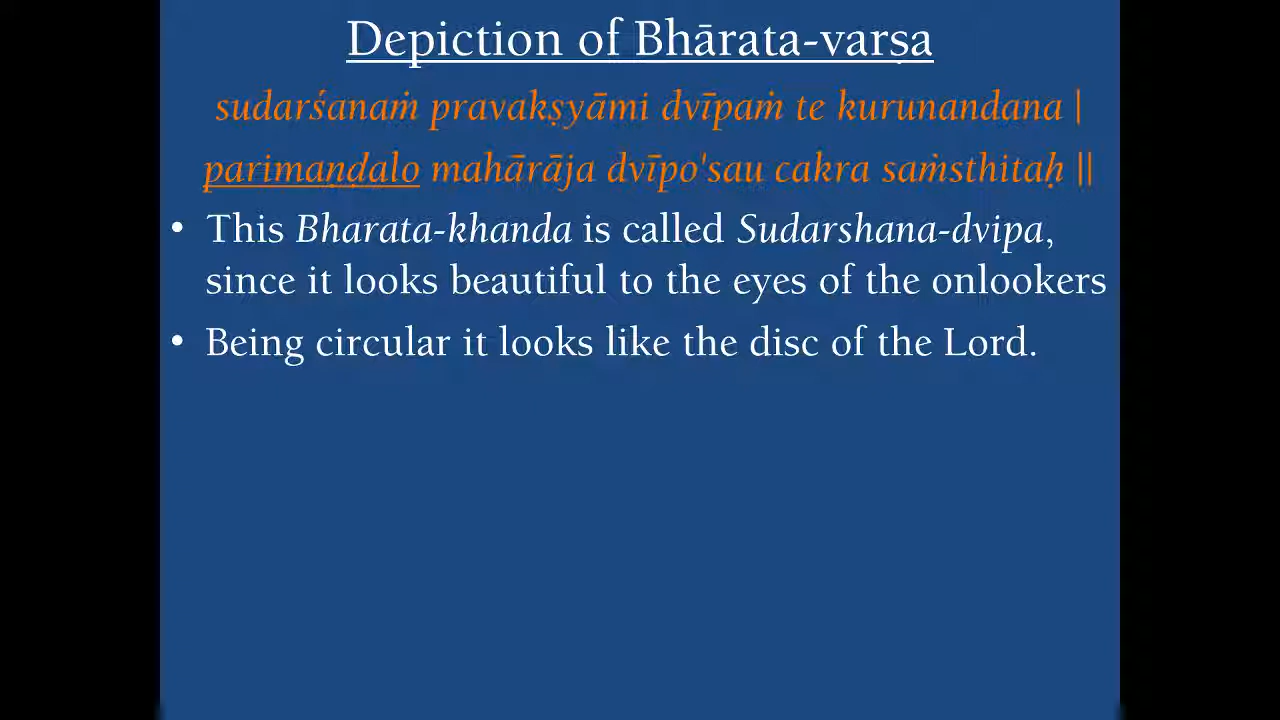 Depiction of Bhārata-varṣa
sudarśanaṁ pravakṣyāmi dvīpaṁ te kurunandana |
parimaṇḍalo mahārāja dvīpo'sau cakra saṁsthitaḥ ||
• This Bharata-khanda is called Sudarshana-dvipa,
since it looks beautiful to the eyes of the onlookers
• Being circular it looks like the disc of the Lord.